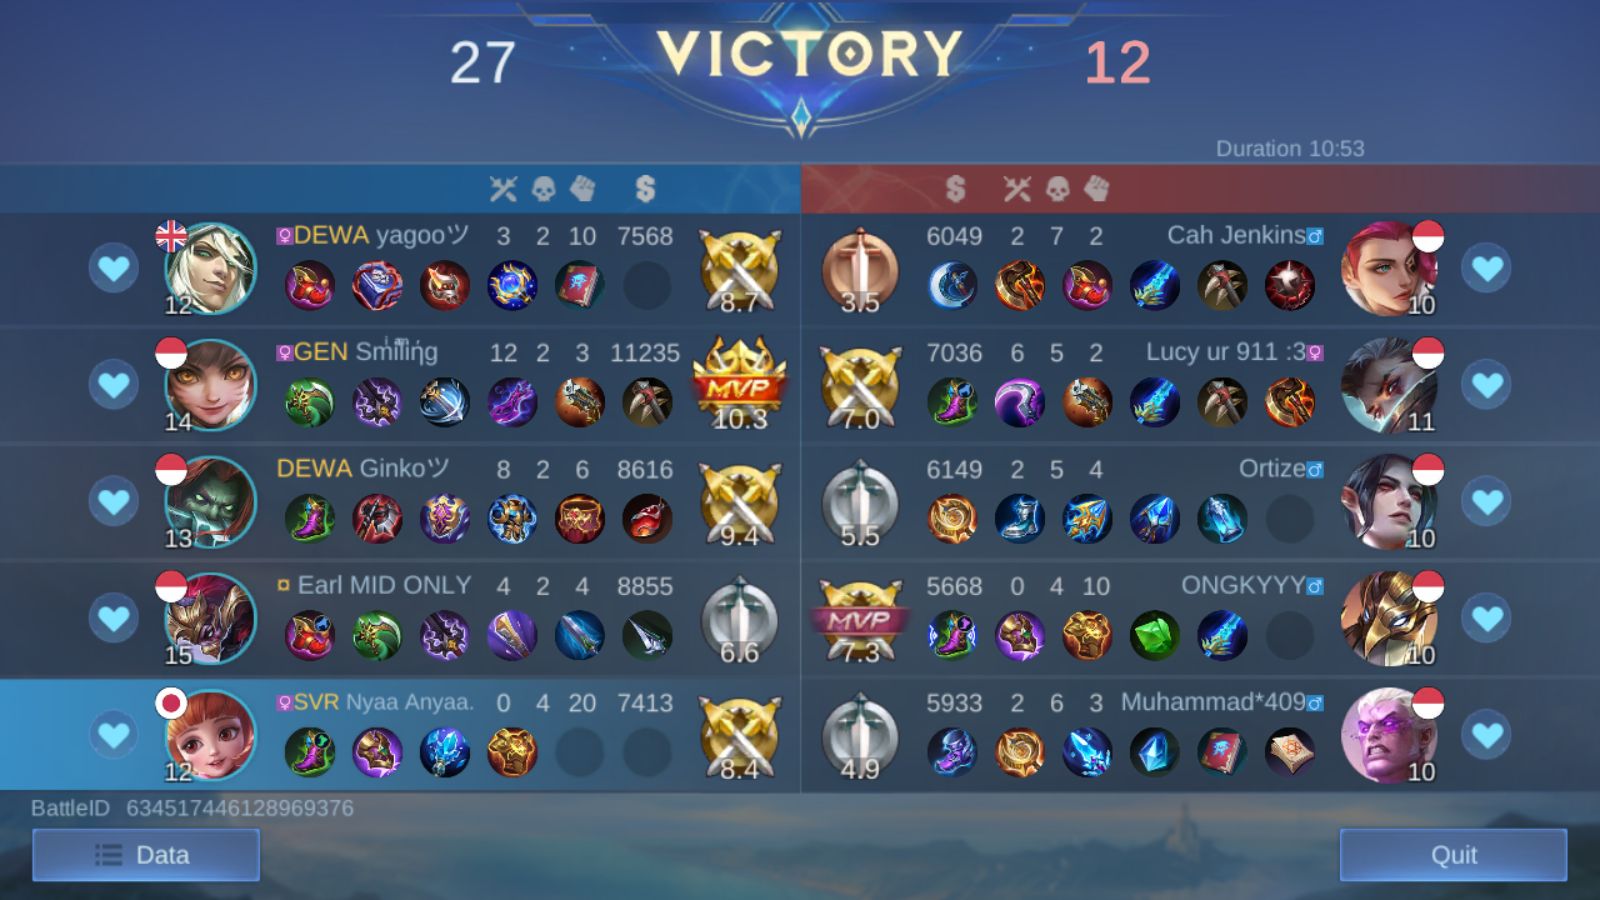 27 VICTORY 12
Duration 10:53
DEWA yagooツ 3 2 10 7568
12 8.7
6049 2 7 2 Cah Jenkins
3.5 10
GEN 12 2 3 11235
14 MVP 10.3
7036 6 5 2 Lucy ur 911 :3
7.0 11
DEWA Ginkoツ 8 2 6 8616
13 9.4
6149 2 5 4 Ortize
5.5 10
¤ Earl MID ONLY 4 2 4 8855
15 6.6
5668 0 4 10 ONGKYYY
MVP 7.3 10
SVR Nyaa Anyaa. 0 4 20 7413
12 8.4
5933 2 6 3 Muhammad*409
4.9 10
BattleID 634517446128969376
Data
Quit